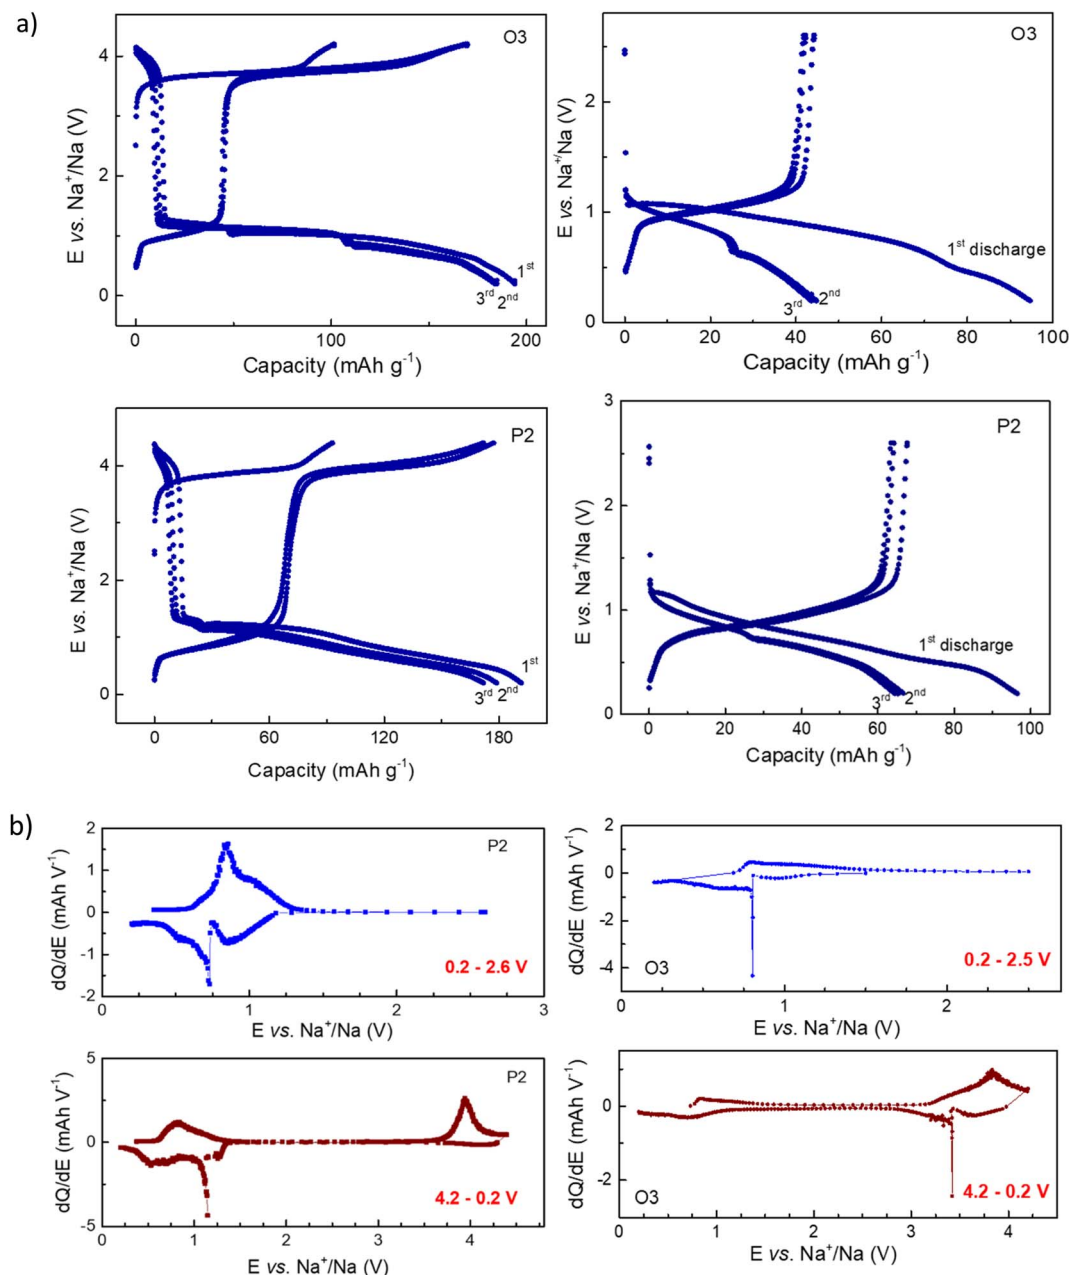 a)
O3
E vs. Na⁺/Na (V)
4
2
0
1ˢᵗ
3ʳᵈ 2ⁿᵈ
0 100 200
Capacity (mAh g⁻¹)
O3
E vs. Na⁺/Na (V)
2
1
0
1ˢᵗ discharge
3ʳᵈ 2ⁿᵈ
0 20 40 60 80 100
Capacity (mAh g⁻¹)
P2
E vs. Na⁺/Na (V)
4
2
0
1ˢᵗ
3ʳᵈ 2ⁿᵈ
0 60 120 180
Capacity (mAh g⁻¹)
P2
E vs. Na⁺/Na (V)
3
2
1
0
1ˢᵗ discharge
3ʳᵈ 2ⁿᵈ
0 20 40 60 80 100
Capacity (mAh g⁻¹)
b)
P2
dQ/dE (mAh V⁻¹)
2
1
0
-1
-2
0.2 - 2.6 V
0 1 2 3
E vs. Na⁺/Na (V)
dQ/dE (mAh V⁻¹)
2
0
-2
-4
O3
0.2 - 2.5 V
0 1 2
E vs. Na⁺/Na (V)
P2
dQ/dE (mAh V⁻¹)
5
0
-5
4.2 - 0.2 V
0 1 2 3 4
E vs. Na⁺/Na (V)
dQ/dE (mAh V⁻¹)
2
0
-2
O3
4.2 - 0.2 V
0 1 2 3 4
E vs. Na⁺/Na (V)